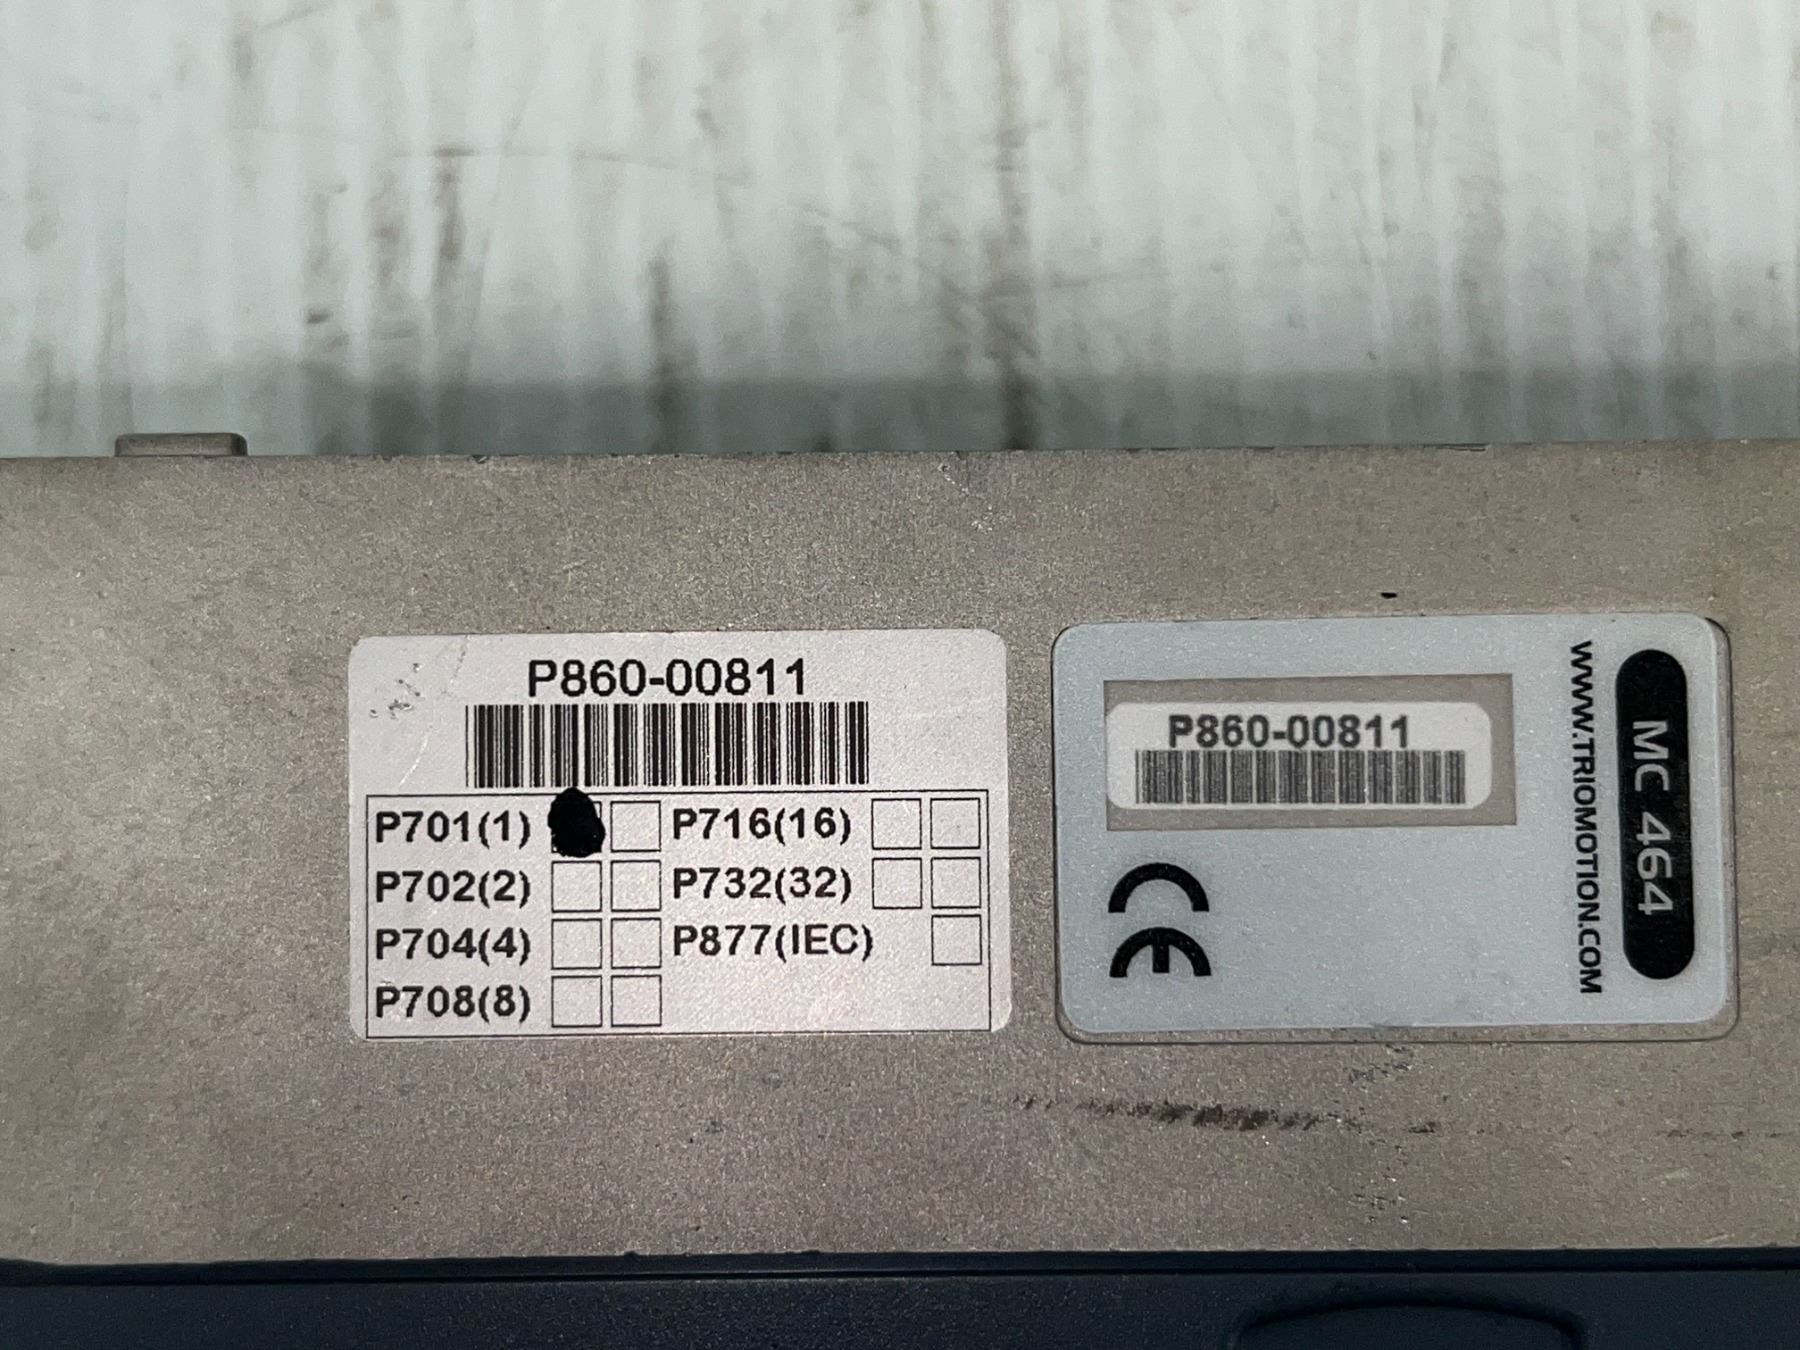 P860-00811
P701(1) P716(16)
P702(2) P732(32)
P704(4) P877(IEC)
P708(8)
P860-00811
CE
WWW.TRIOMOTION.COM
MC 464